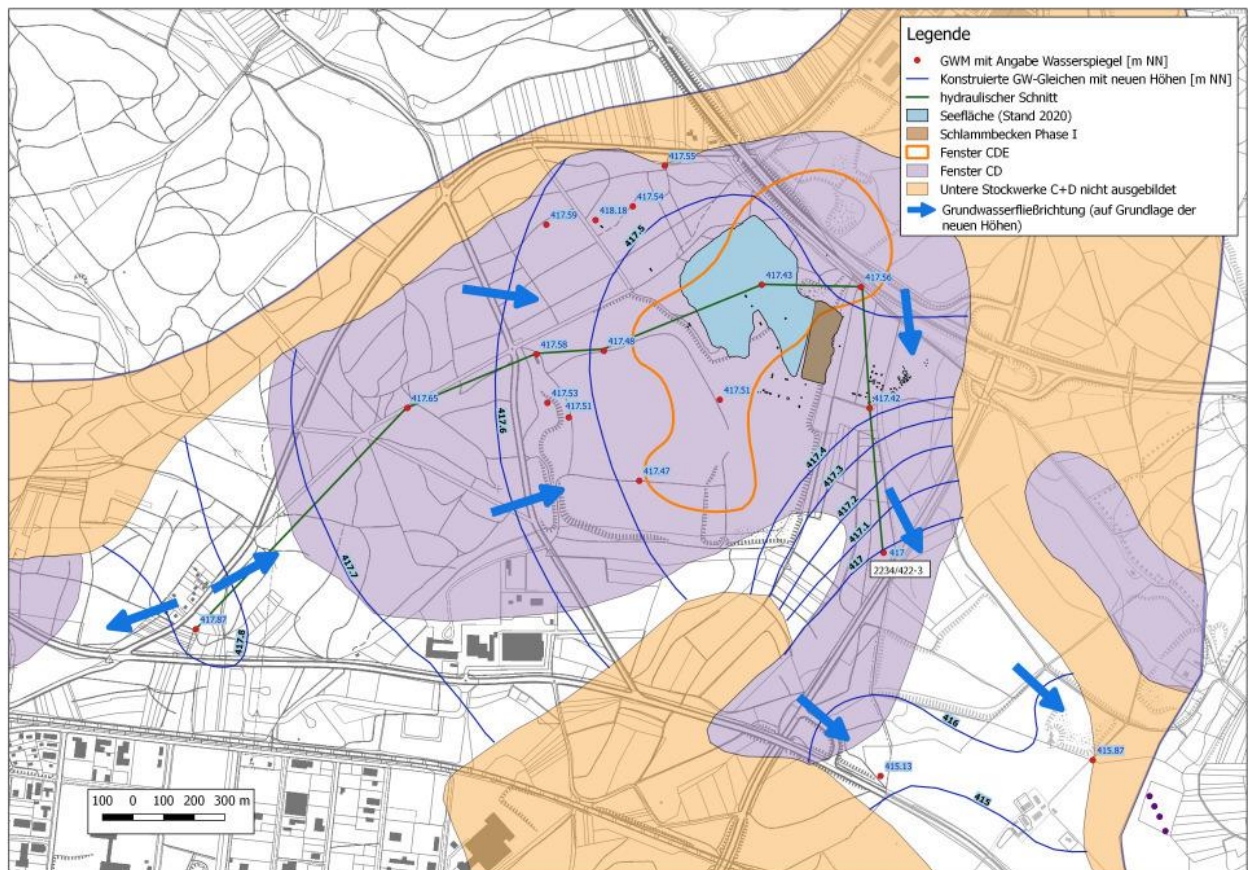 Legende
GWM mit Angabe Wasserspiegel [m NN]
Konstruierte GW-Gleichen mit neuen Höhen [m NN]
hydraulischer Schnitt
Seefläche (Stand 2020)
Schlammbecken Phase I
Fenster CDE
Fenster CD
Untere Stockwerke C+D nicht ausgebildet
Grundwasserfließrichtung (auf Grundlage der
neuen Höhen)
417.55
417.54
418.18
417.59
417.5
417.43
417.56
417.58
417.48
417.65
417.53
417.51
417.51
417.42
417.6
417.4
417.47
417.3
417.2
417.1
417
417
2234/422-3
417.7
417.87
417.8
416
415.87
415.13
415
100 0 100 200 300 m